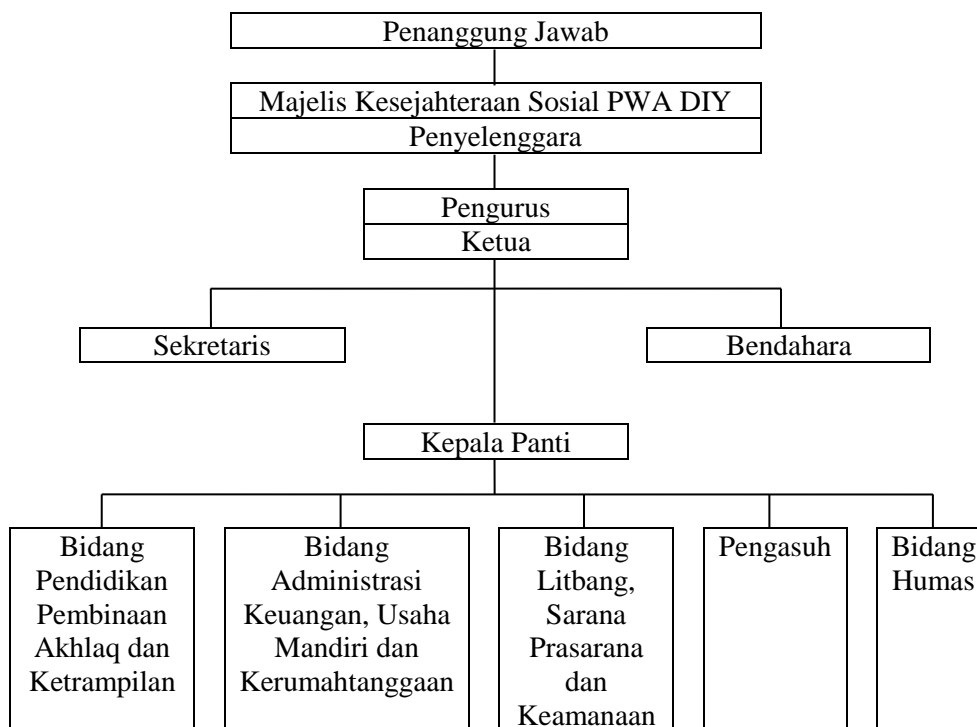 Penanggung Jawab
Majelis Kesejahteraan Sosial PWA DIY
Penyelenggara
Pengurus
Ketua
Sekretaris
Bendahara
Kepala Panti
Bidang
Pendidikan
Pembinaan
Akhlaq dan
Ketrampilan
Bidang
Administrasi
Keuangan, Usaha
Mandiri dan
Kerumahtanggaan
Bidang
Litbang,
Sarana
Prasarana
dan
Keamanaan
Pengasuh
Bidang
Humas